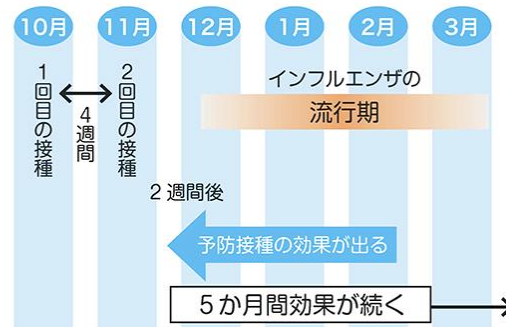 10月
11月
12月
1月
2月
3月
1回目の接種
4週間
2回目の接種
インフルエンザの
流行期
2週間後
予防接種の効果が出る
5か月間効果が続く